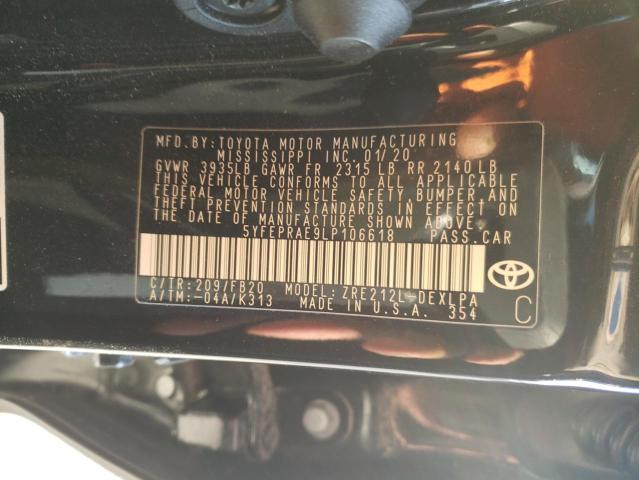 MFD.BY:TOYOTA MOTOR MANUFACTURING
MISSISSIPPI INC. 01/20
GVWR 3935LB GAWR FR. 2315 LB RR 2140 LB
THIS VEHICLE CONFORMS TO ALL APPLICABLE
FEDERAL MOTOR VEHICLE SAFETY, BUMPER AND
THEFT PREVENTION STANDARDS IN EFFECT ON
THE DATE OF MANUFACTURE SHOWN ABOVE.
5YFEPRAE9LP106618 PASS.CAR
C/TR:209/FB20 MODEL:ZRE212L-DEXLPA
A/TM:-04A/K313 MADE IN U.S.A. 354
C